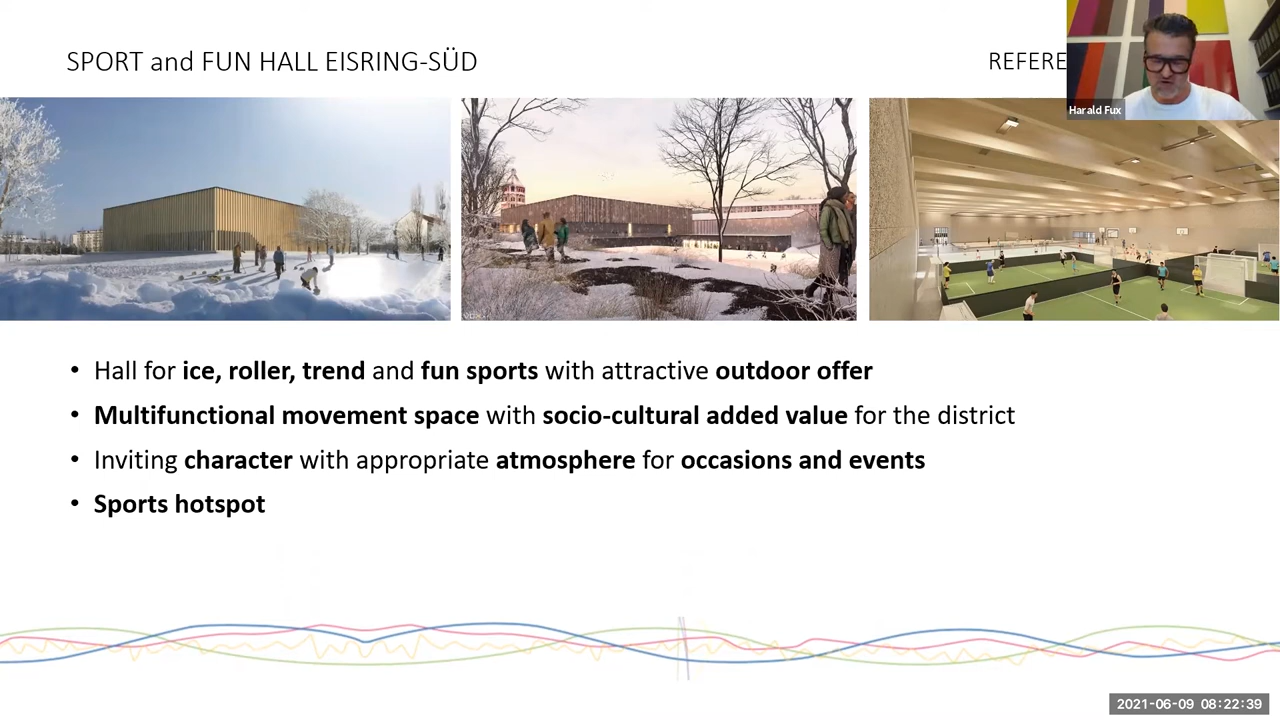 SPORT and FUN HALL EISRING-SÜD
REFERE
Harald Fux
• Hall for ice, roller, trend and fun sports with attractive outdoor offer
• Multifunctional movement space with socio-cultural added value for the district
• Inviting character with appropriate atmosphere for occasions and events
• Sports hotspot
2021-06-09 08:22:39